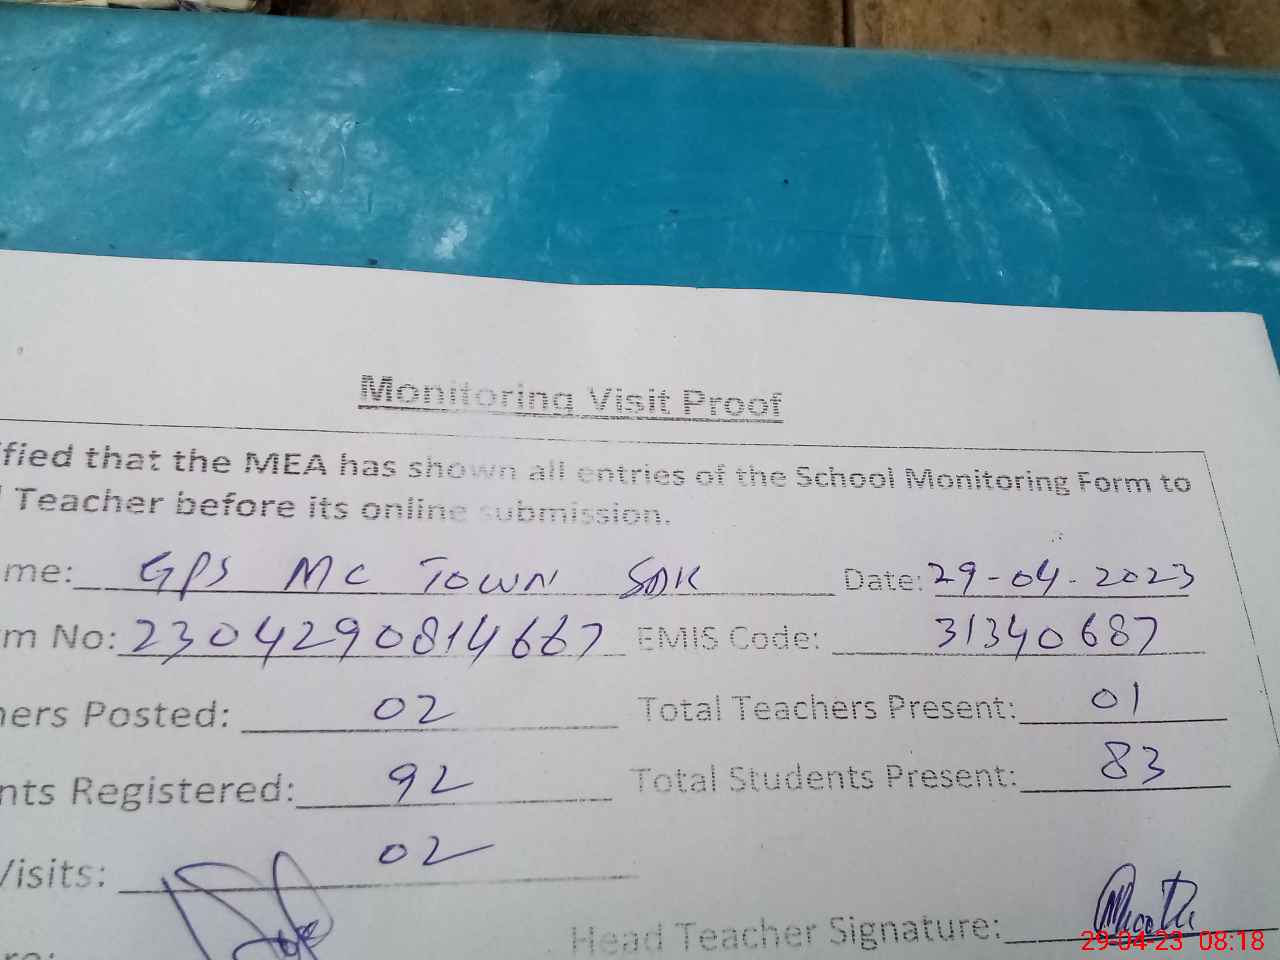 Monitoring Visit Proof
fied that the MEA has shown all entries of the School Monitoring Form to
Teacher before its online submission.
me: GPS MC TOWN SDK Date: 29-04-2023
m No: 2304290814667 EMIS Code: 31340687
hers Posted: 02 Total Teachers Present: 01
nts Registered: 92 Total Students Present: 83
Visits: 02
re: Head Teacher Signature:
29-04-23 08:18